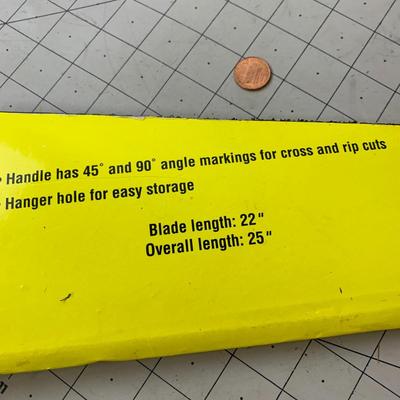 • Handle has 45° and 90° angle markings for cross and rip cuts
• Hanger hole for easy storage
Blade length: 22"
Overall length: 25"